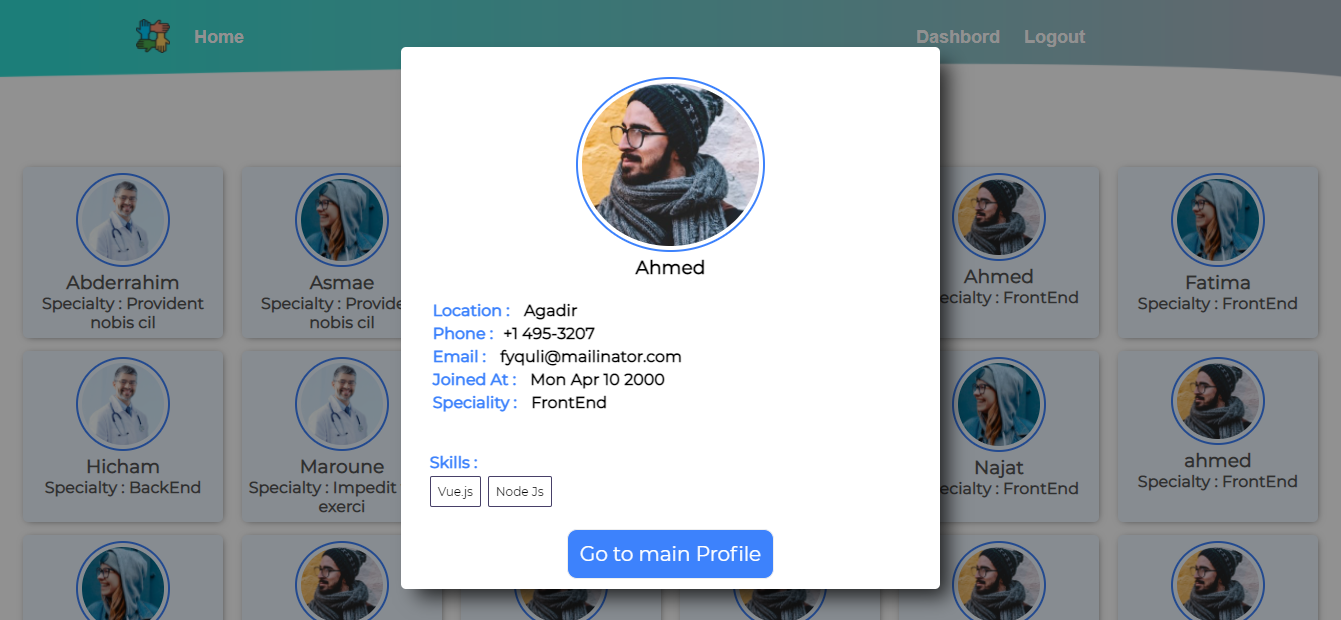 Home
Dashbord
Logout
Ahmed
Location : Agadir
Phone : +1 495-3207
Email : fyquli@mailinator.com
Joined At : Mon Apr 10 2000
Speciality : FrontEnd
Skills :
Vue.js
Node Js
Go to main Profile
Abderrahim
Specialty : Provident
nobis cil
Asmae
Specialty :
nobis cil
Ahmed
FrontEnd
Fatima
Specialty : FrontEnd
Hicham
Specialty : BackEnd
Maroune
Specialty : Impedit
exerci
Najat
FrontEnd
ahmed
Specialty : FrontEnd